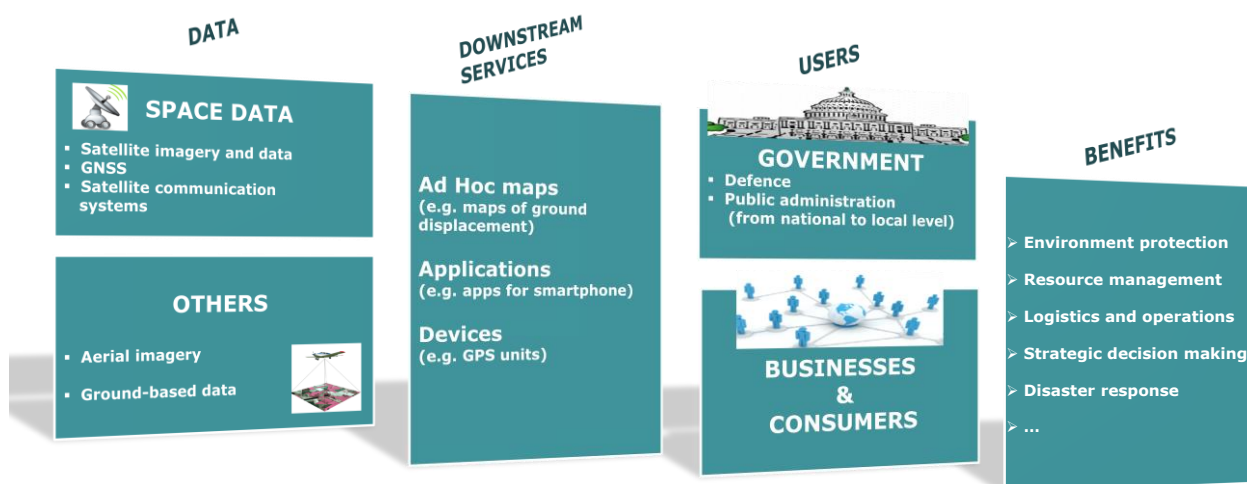 DATA
SPACE DATA
▪ Satellite imagery and data
▪ GNSS
▪ Satellite communication
systems
OTHERS
▪ Aerial imagery
▪ Ground-based data
DOWNSTREAM
SERVICES
Ad Hoc maps
(e.g. maps of ground
displacement)
Applications
(e.g. apps for smartphone)
Devices
(e.g. GPS units)
USERS
GOVERNMENT
▪ Defence
▪ Public administration
(from national to local level)
BUSINESSES
&
CONSUMERS
BENEFITS
➢ Environment protection
➢ Resource management
➢ Logistics and operations
➢ Strategic decision making
➢ Disaster response
➢ ...